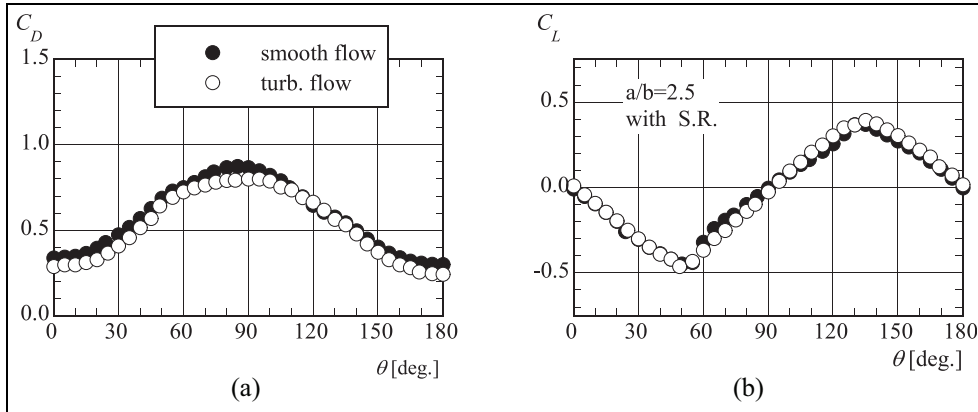 C_D
smooth flow
turb. flow
1.5
1.0
0.5
0.0
0 30 60 90 120 150 180
θ [deg.]
(a)
C_L
a/b=2.5
with S.R.
0.5
0.0
-0.5
0 30 60 90 120 150 180
θ [deg.]
(b)